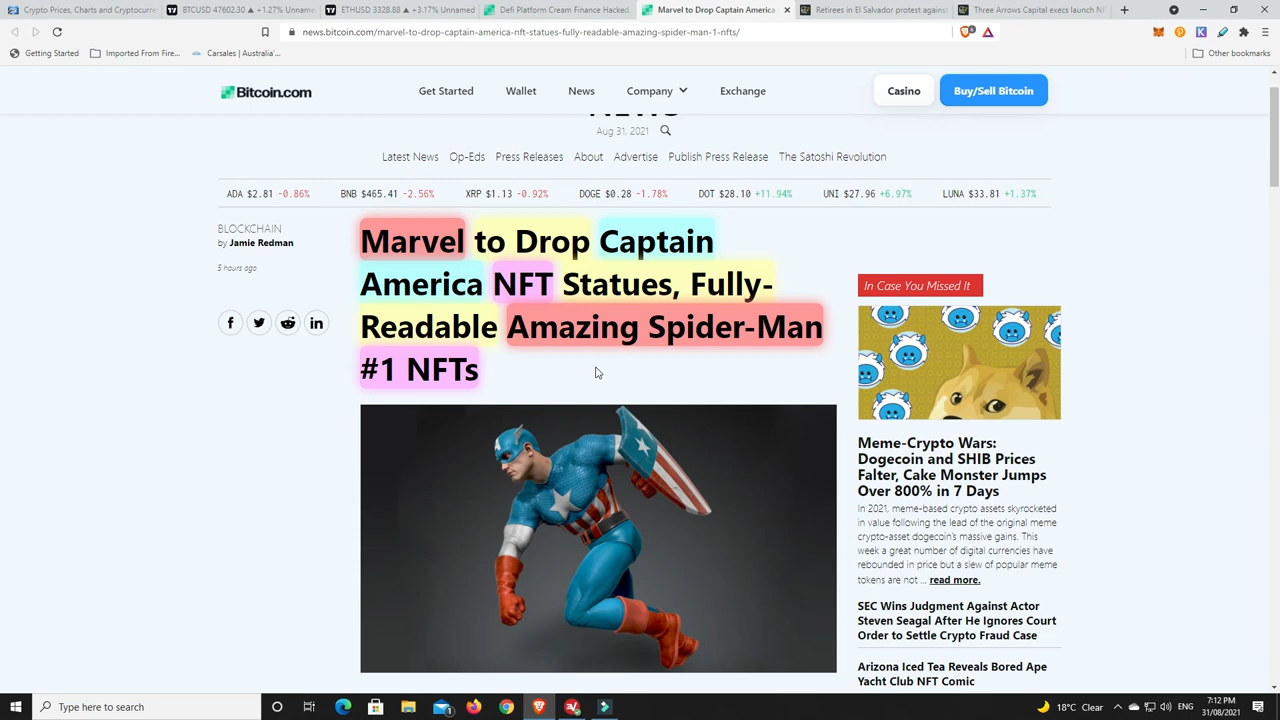 Crypto Prices, Charts and Cryptocurre
BTCUSD 47602.30 ▲ +1.27% Unnamed
ETHUSD 3328.88 ▲ +3.17% Unnamed
Defi Platform Cream Finance Hacked,
Marvel to Drop Captain America
Retirees in El Salvador protest against
Three Arrows Capital execs launch NF
news.bitcoin.com/marvel-to-drop-captain-america-nft-statues-fully-readable-amazing-spider-man-1-nfts/
Getting Started
Imported From Fire...
Carsales | Australia'...
Other bookmarks
Bitcoin.com
Get Started
Wallet
News
Company
Exchange
Casino
Buy/Sell Bitcoin
Aug 31, 2021
Latest News Op-Eds Press Releases About Advertise Publish Press Release The Satoshi Revolution
ADA $2.81 -0.86% BNB $465.41 -2.56% XRP $1.13 -0.92% DOGE $0.28 -1.78% DOT $28.10 +11.94% UNI $27.96 +6.97% LUNA $33.81 +1.37%
BLOCKCHAIN
by Jamie Redman
5 hours ago
Marvel to Drop Captain
America NFT Statues, Fully-
Readable Amazing Spider-Man
#1 NFTs
In Case You Missed It
Meme-Crypto Wars:
Dogecoin and SHIB Prices
Falter, Cake Monster Jumps
Over 800% in 7 Days
In 2021, meme-based crypto assets skyrocketed
in value following the lead of the original meme
crypto-asset dogecoin's massive gains. This
week a great number of digital currencies have
rebounded in price but a slew of popular meme
tokens are not ... read more.
SEC Wins Judgment Against Actor
Steven Seagal After He Ignores Court
Order to Settle Crypto Fraud Case
Arizona Iced Tea Reveals Bored Ape
Yacht Club NFT Comic
Type here to search
18°C Clear
ENG
7:12 PM
31/08/2021